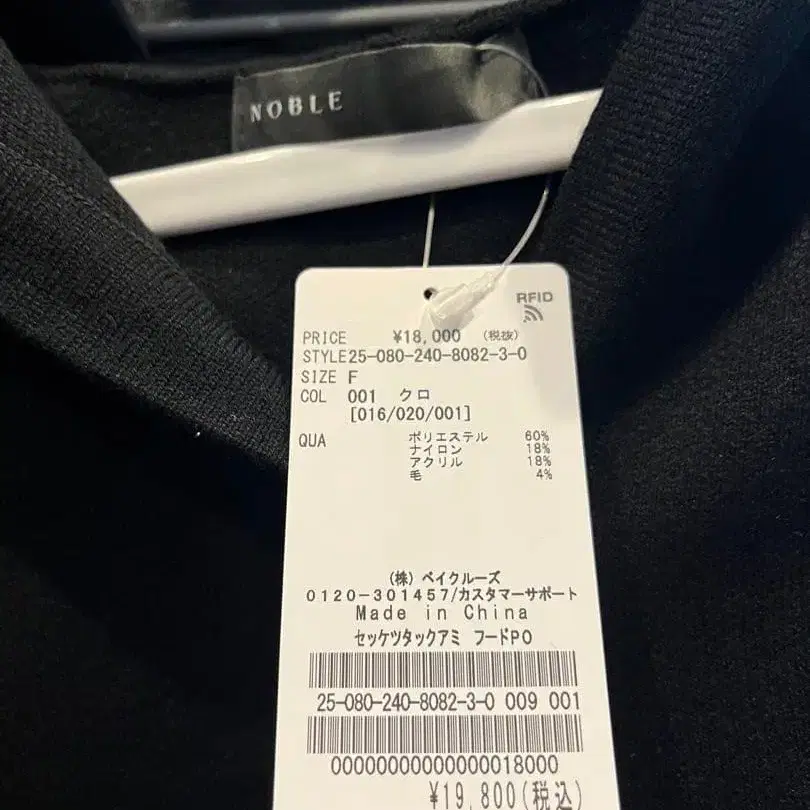 NOBLE
RFID
PRICE ¥18,000 (税抜)
STYLE25-080-240-8082-3-0
SIZE F
COL 001 クロ
[016/020/001]
QUA ポリエステル 60%
ナイロン 18%
アクリル 18%
毛 4%
(株)ベイクルーズ
0120-301457/カスタマーサポート
Made in China
セッケツタックアミ フードPO
25-080-240-8082-3-0 009 001
00000000000000018000
¥19,800(税込)